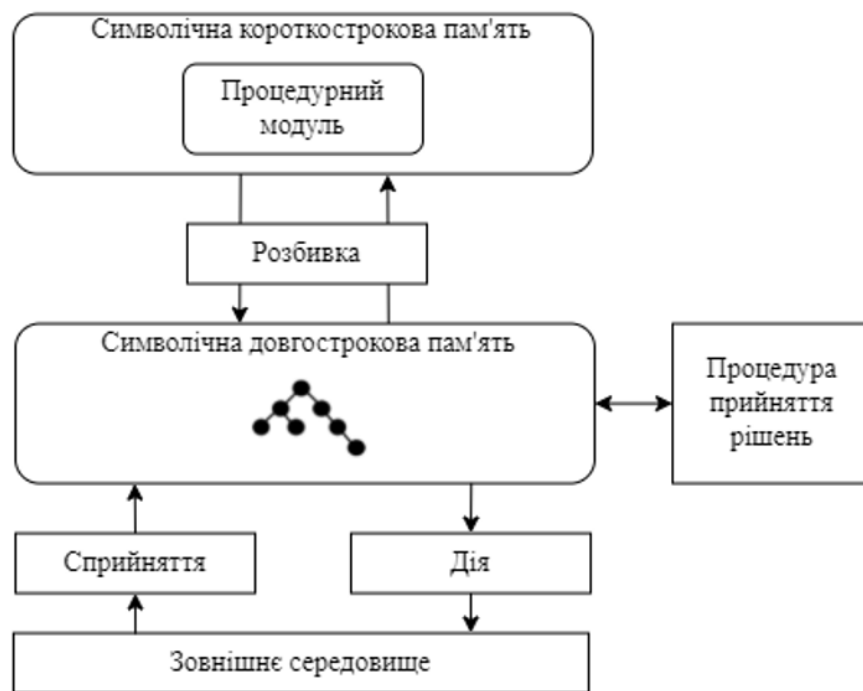 Символічна короткострокова пам'ять
Процедурний
модуль
Розбивка
Символічна довгострокова пам'ять
Процедура
прийняття
рішень
Сприйняття
Дія
Зовнішнє середовище